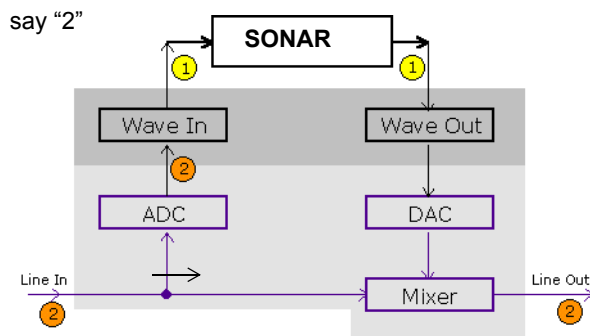 say “2”
SONAR
1
1
Wave In
Wave Out
2
ADC
DAC
Line In
Line Out
Mixer
2
2